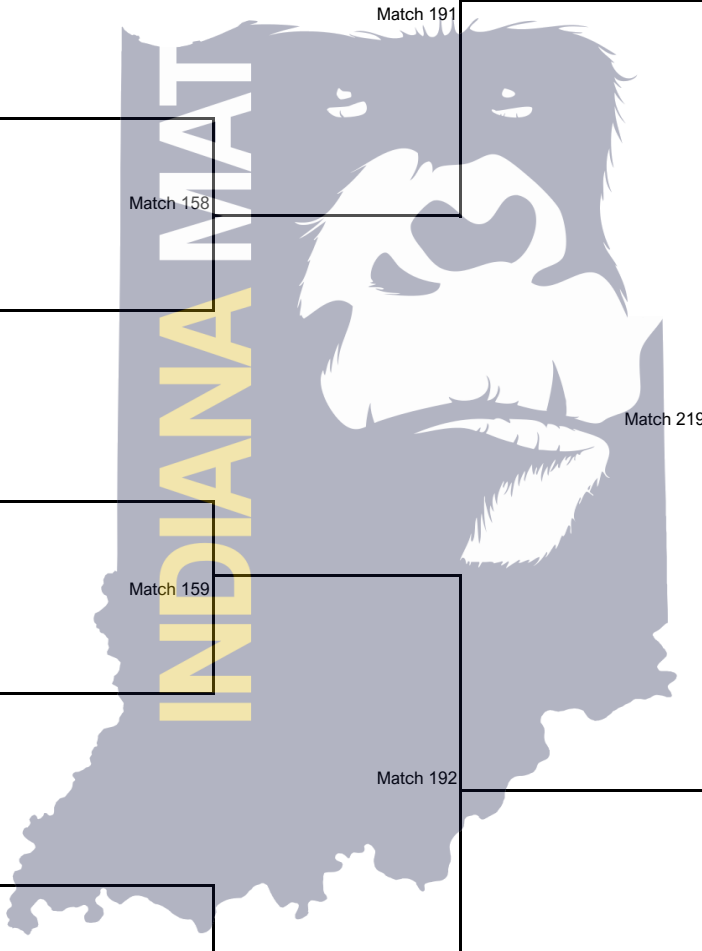 Match 191
Match 158
INDIANA MAT
Match 219
Match 159
Match 192